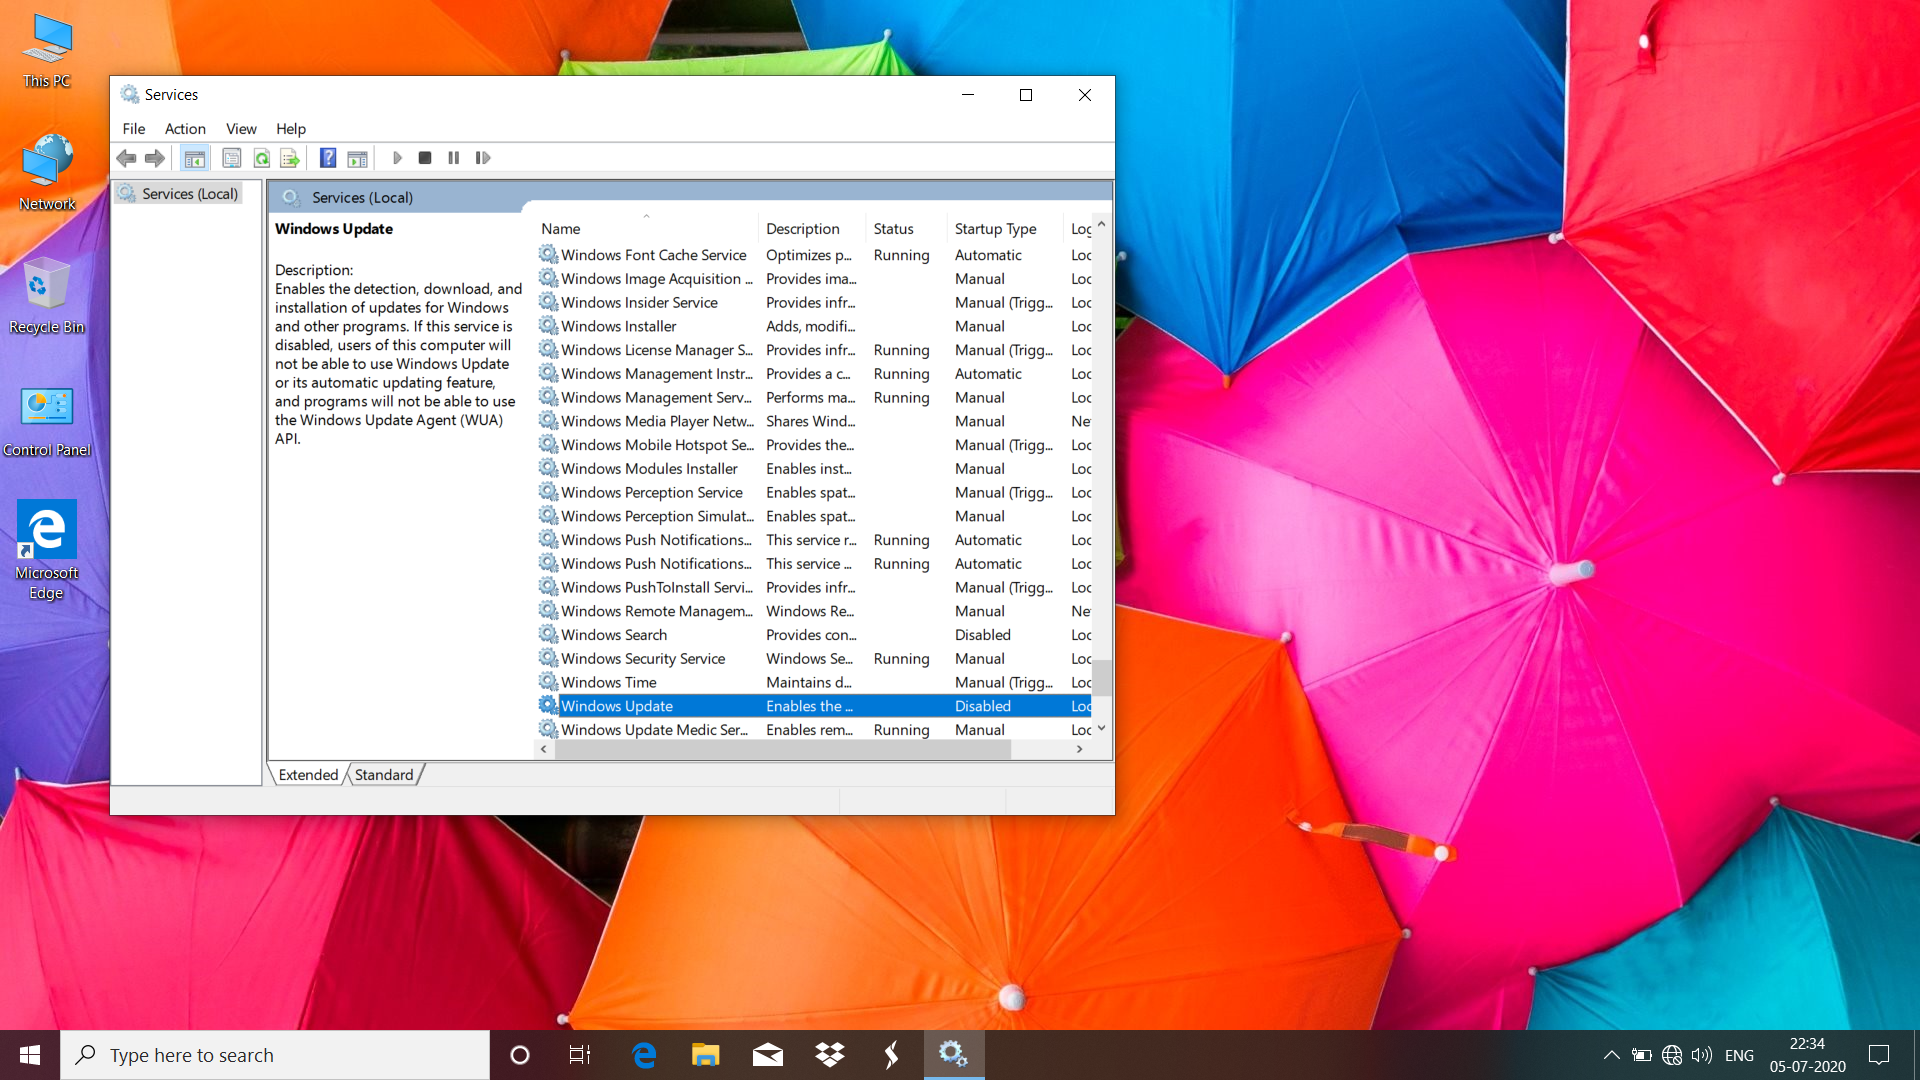 This PC
Network
Recycle Bin
Control Panel
Microsoft
Edge
Services
File Action View Help
Services (Local)
Services (Local)
Windows Update
Description:
Enables the detection, download, and
installation of updates for Windows
and other programs. If this service is
disabled, users of this computer will
not be able to use Windows Update
or its automatic updating feature,
and programs will not be able to use
the Windows Update Agent (WUA)
API.
Name Description Status Startup Type Log
Windows Font Cache Service Optimizes p... Running Automatic Loc
Windows Image Acquisition ... Provides ima... Manual Loc
Windows Insider Service Provides infr... Manual (Trigg... Loc
Windows Installer Adds, modifi... Manual Loc
Windows License Manager S... Provides infr... Running Manual (Trigg... Loc
Windows Management Instr... Provides a c... Running Automatic Loc
Windows Management Serv... Performs ma... Running Manual Loc
Windows Media Player Netw... Shares Wind... Manual Ne
Windows Mobile Hotspot Se... Provides the... Manual (Trigg... Loc
Windows Modules Installer Enables inst... Manual Loc
Windows Perception Service Enables spat... Manual (Trigg... Loc
Windows Perception Simulat... Enables spat... Manual Loc
Windows Push Notifications... This service r... Running Automatic Loc
Windows Push Notifications... This service ... Running Automatic Loc
Windows PushToInstall Servi... Provides infr... Manual (Trigg... Loc
Windows Remote Managem... Windows Re... Manual Ne
Windows Search Provides con... Disabled Loc
Windows Security Service Windows Se... Running Manual Loc
Windows Time Maintains d... Manual (Trigg... Loc
Windows Update Enables the ... Disabled Loc
Windows Update Medic Ser... Enables rem... Running Manual Loc
Extended Standard
Type here to search
ENG
22:34
05-07-2020